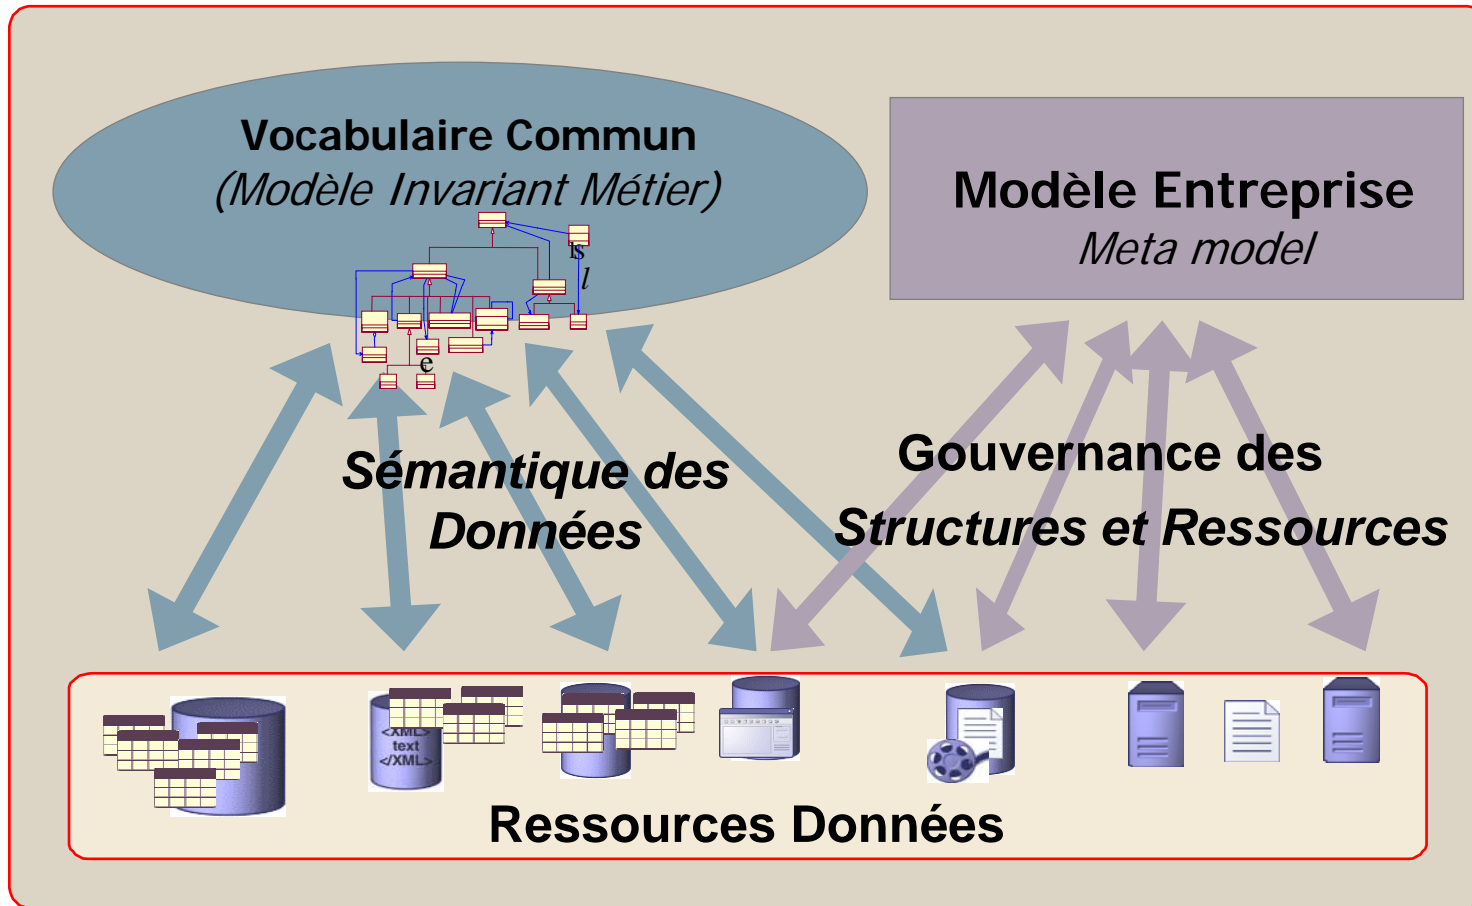 Vocabulaire Commun
(Modèle Invariant Métier)
Modèle Entreprise
Meta model
s
l
e
Sémantique des
Données
Gouvernance des
Structures et Ressources
<XML>
text
</XML>
Ressources Données